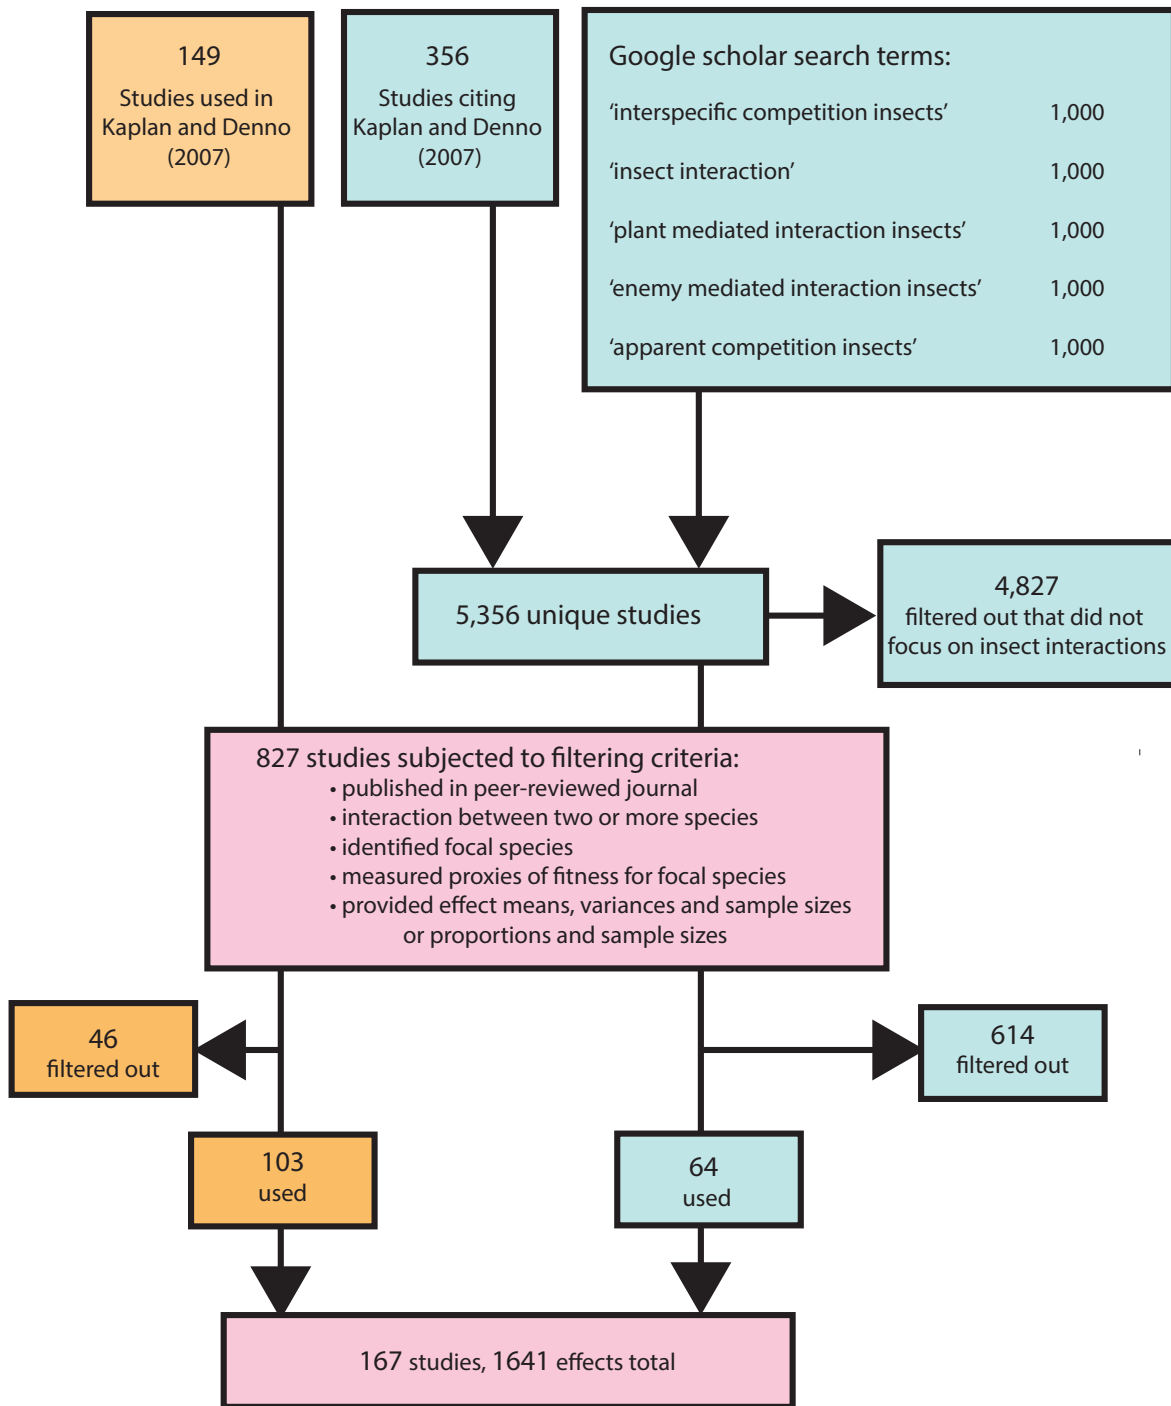 149
Studies used in
Kaplan and Denno
(2007)
356
Studies citing
Kaplan and Denno
(2007)
Google scholar search terms:
‘interspecific competition insects’ 1,000
‘insect interaction’ 1,000
‘plant mediated interaction insects’ 1,000
‘enemy mediated interaction insects’ 1,000
‘apparent competition insects’ 1,000
5,356 unique studies
4,827
filtered out that did not
focus on insect interactions
827 studies subjected to filtering criteria:
• published in peer-reviewed journal
• interaction between two or more species
• identified focal species
• measured proxies of fitness for focal species
• provided effect means, variances and sample sizes
or proportions and sample sizes
46
filtered out
614
filtered out
103
used
64
used
167 studies, 1641 effects total